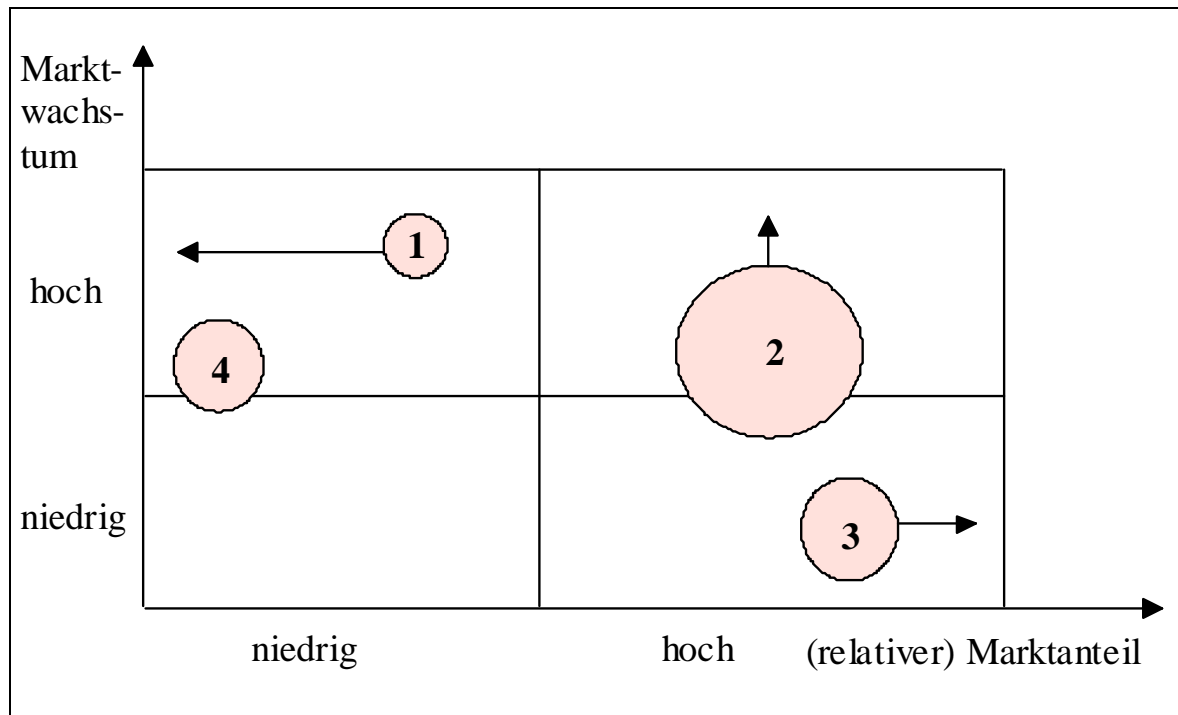 Markt-
wachs-
tum
1
hoch
2
4
niedrig
3
niedrig hoch (relativer) Marktanteil